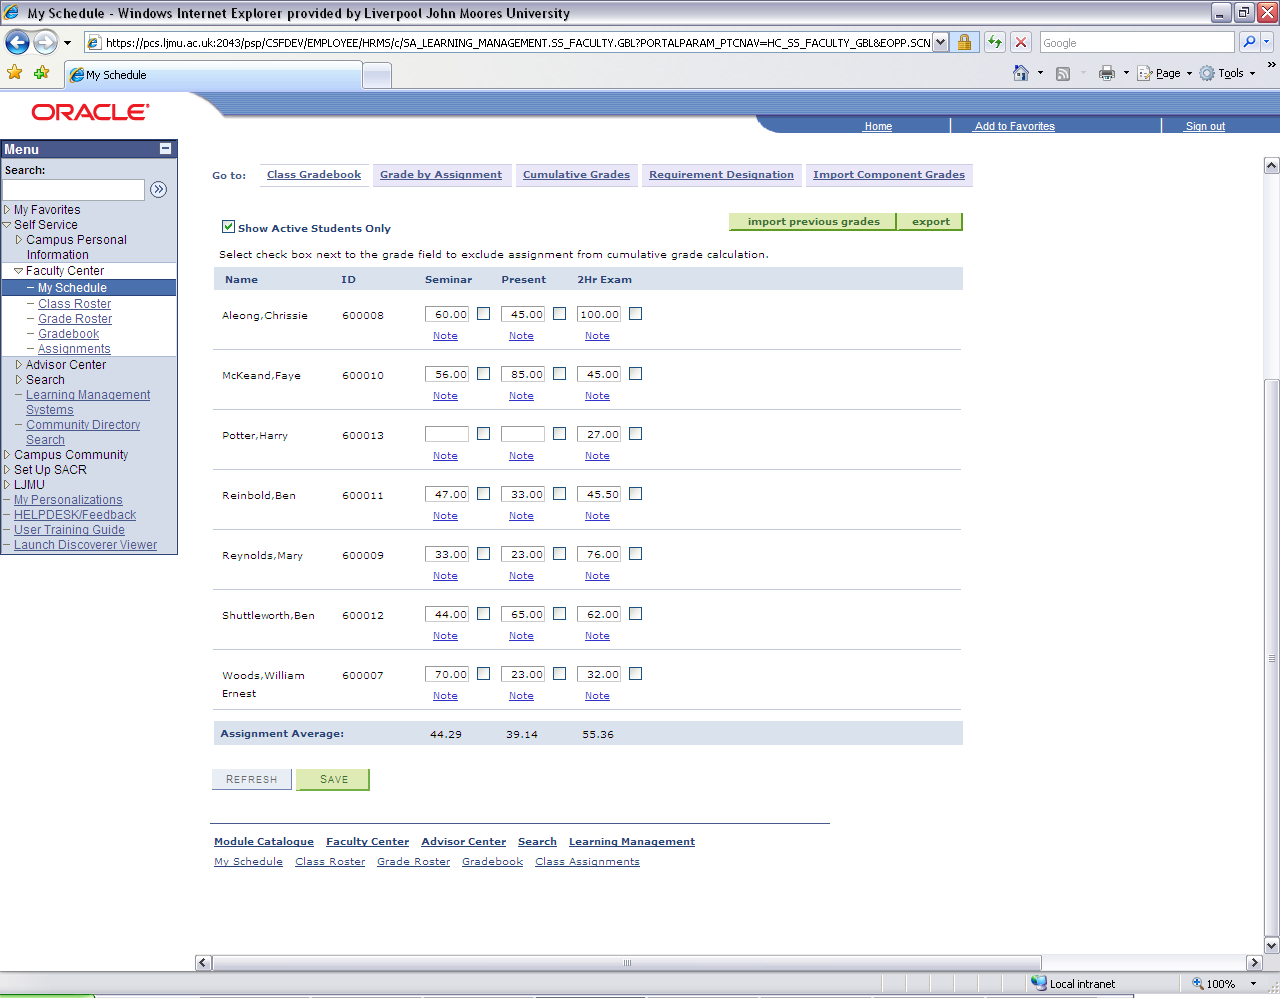 My Schedule - Windows Internet Explorer provided by Liverpool John Moores University
https://pcs.ljmu.ac.uk:2043/psp/CSFDEV/EMPLOYEE/HRMS/c/SA_LEARNING_MANAGEMENT.SS_FACULTY.GBL?PORTALPARAM_PTCNAV=HC_SS_FACULTY_GBL&EOPP.SCN
Google
My Schedule
Page
Tools
ORACLE
Home
Add to Favorites
Sign out
Menu
Search:
My Favorites
Self Service
Campus Personal
Information
Faculty Center
My Schedule
Class Roster
Grade Roster
Gradebook
Assignments
Advisor Center
Search
Learning Management
Systems
Community Directory
Search
Campus Community
Set Up SACR
LJMU
My Personalizations
HELPDESK/Feedback
User Training Guide
Launch Discoverer Viewer
Go to: Class Gradebook Grade by Assignment Cumulative Grades Requirement Designation Import Component Grades
Show Active Students Only
import previous grades export
Select check box next to the grade field to exclude assignment from cumulative grade calculation.
Name ID Seminar Present 2Hr Exam
Aleong,Chrissie 600008 60.00 45.00 100.00
Note Note Note
McKeand,Faye 600010 56.00 85.00 45.00
Note Note Note
Potter,Harry 600013 27.00
Note Note Note
Reinbold,Ben 600011 47.00 33.00 45.50
Note Note Note
Reynolds,Mary 600009 33.00 23.00 76.00
Note Note Note
Shuttleworth,Ben 600012 44.00 65.00 62.00
Note Note Note
Woods,William 600007 70.00 23.00 32.00
Ernest Note Note Note
Assignment Average: 44.29 39.14 55.36
REFRESH SAVE
Module Catalogue Faculty Center Advisor Center Search Learning Management
My Schedule Class Roster Grade Roster Gradebook Class Assignments
Local intranet
100%